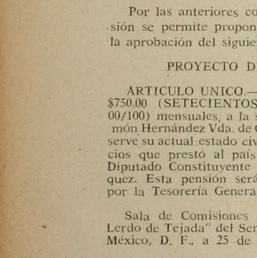 Por las anteriores co
sión se permite propon
la aprobación del siguie
PROYECTO D
ARTICULO UNICO.—
$750.00 (SETECIENTOS
00/100) mensuales, a la s
món Hernández Vda. de
serve su actual estado civ
cios que prestó al país
Diputado Constituyente
quez. Esta pensión será
por la Tesorería Genera
Sala de Comisiones
Lerdo de Tejada" del Sen
México, D. F., a 25 de